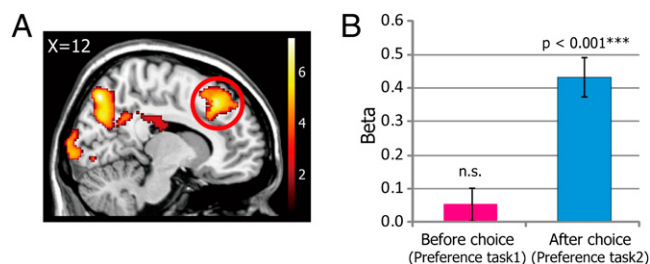 A
X=12
6
4
2
B
0.6
0.5
0.4
0.3
0.2
0.1
0.0
Beta
n.s.
p < 0.001***
Before choice
(Preference task1)
After choice
(Preference task2)